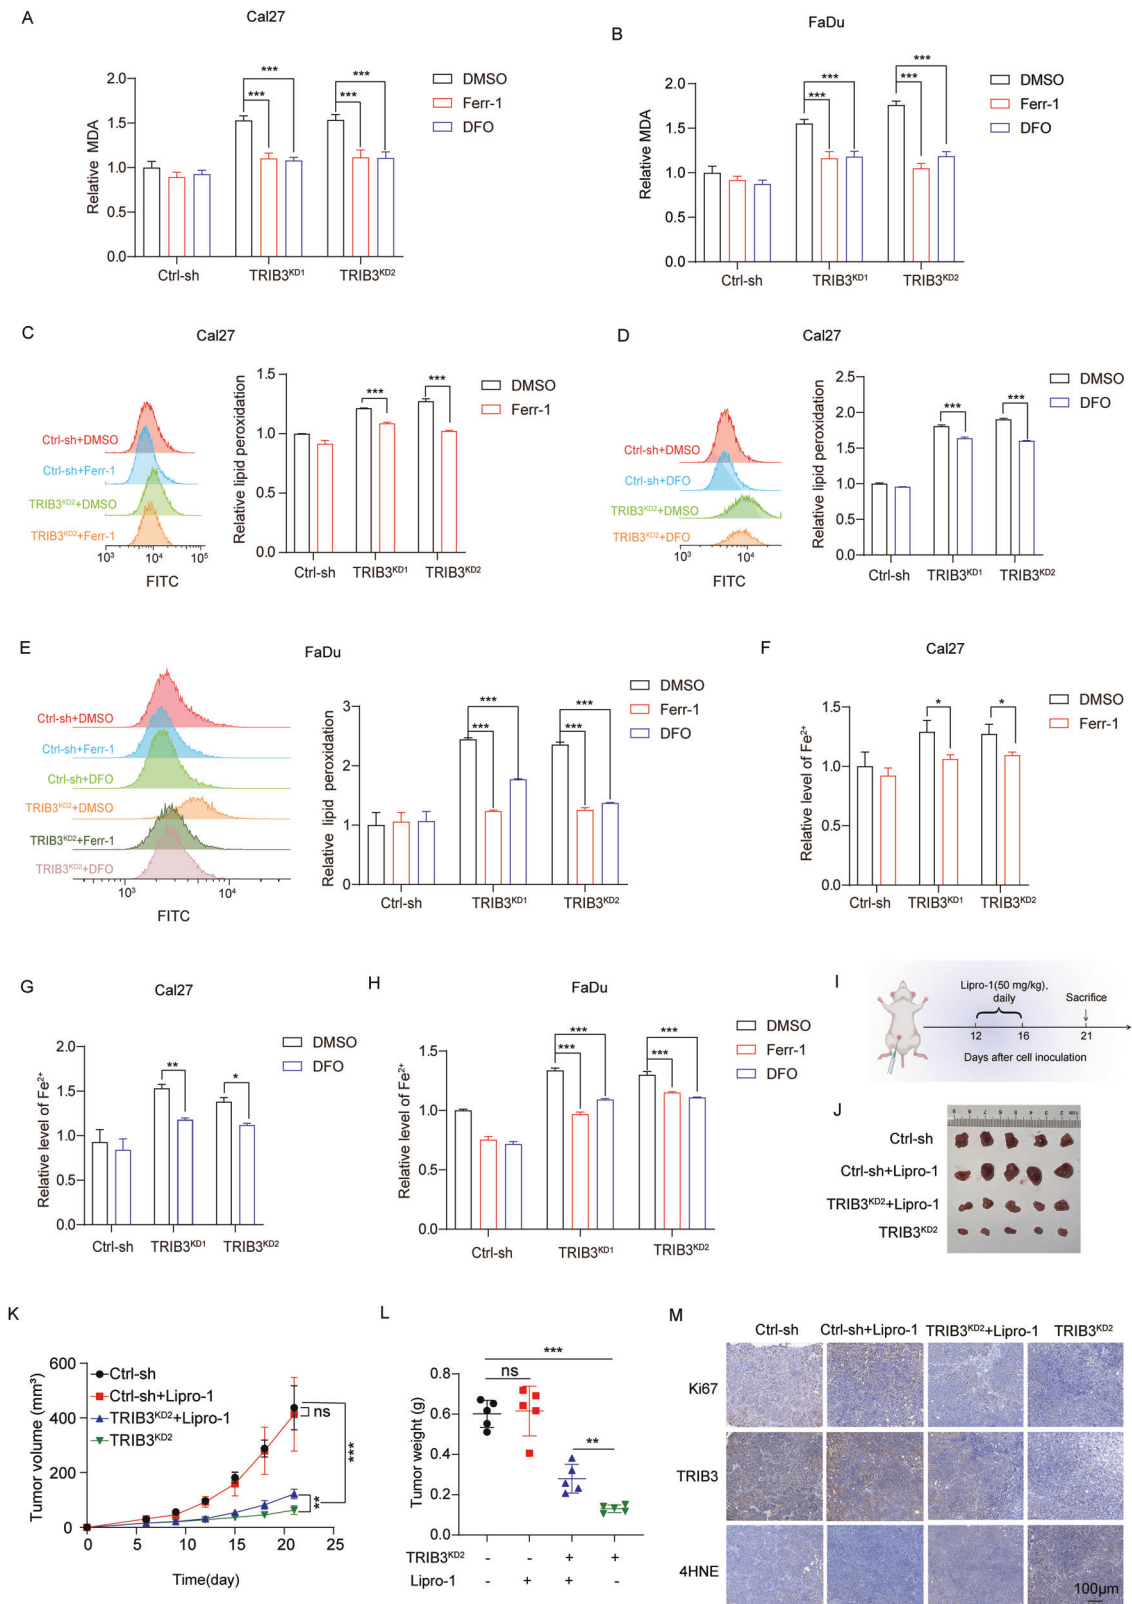 A
Cal27
Relative MDA
2.0
1.5
1.0
0.5
0.0
***
***
***
***
Ctrl-sh
TRIB3KD1
TRIB3KD2
DMSO
Ferr-1
DFO
B
FaDu
Relative MDA
2.0
1.5
1.0
0.5
0.0
***
***
***
***
Ctrl-sh
TRIB3KD1
TRIB3KD2
DMSO
Ferr-1
DFO
C
Cal27
Ctrl-sh+DMSO
Ctrl-sh+Ferr-1
TRIB3KD2+DMSO
TRIB3KD2+Ferr-1
10³ 10⁴ 10⁵
FITC
Relative lipid peroxidation
1.5
1.0
0.5
0.0
***
***
Ctrl-sh
TRIB3KD1
TRIB3KD2
DMSO
Ferr-1
D
Cal27
Ctrl-sh+DMSO
Ctrl-sh+DFO
TRIB3KD2+DMSO
TRIB3KD2+DFO
10³ 10⁴
FITC
Relative lipid peroxidation
2.5
2.0
1.5
1.0
0.5
0.0
***
***
Ctrl-sh
TRIB3KD1
TRIB3KD2
DMSO
DFO
E
FaDu
Ctrl-sh+DMSO
Ctrl-sh+Ferr-1
Ctrl-sh+DFO
TRIB3KD2+DMSO
TRIB3KD2+Ferr-1
TRIB3KD2+DFO
10³ 10⁴
FITC
Relative lipid peroxidation
3
2
1
0
***
***
***
***
Ctrl-sh
TRIB3KD1
TRIB3KD2
DMSO
Ferr-1
DFO
F
Cal27
Relative level of Fe²⁺
1.5
1.0
0.5
0.0
*
*
Ctrl-sh
TRIB3KD1
TRIB3KD2
DMSO
Ferr-1
G
Cal27
Relative level of Fe²⁺
2.0
1.5
1.0
0.5
0.0
**
*
Ctrl-sh
TRIB3KD1
TRIB3KD2
DMSO
DFO
H
FaDu
Relative level of Fe²⁺
1.5
1.0
0.5
0.0
***
***
***
***
Ctrl-sh
TRIB3KD1
TRIB3KD2
DMSO
Ferr-1
DFO
I
Lipro-1(50 mg/kg),
daily
Sacrifice
12 16 21
Days after cell inoculation
J
9 8 7 6 5 4 3 2 1cm
Ctrl-sh
Ctrl-sh+Lipro-1
TRIB3KD2+Lipro-1
TRIB3KD2
K
Tumor volume (mm³)
600
400
200
0
Ctrl-sh
Ctrl-sh+Lipro-1
TRIB3KD2+Lipro-1
TRIB3KD2
ns
***
**
0 5 10 15 20 25
Time(day)
L
Tumor weight (g)
0.8
0.6
0.4
0.2
0.0
***
ns
**
TRIB3KD2 - - + +
Lipro-1 - + + -
M
Ctrl-sh Ctrl-sh+Lipro-1 TRIB3KD2+Lipro-1 TRIB3KD2
Ki67
TRIB3
4HNE
100μm